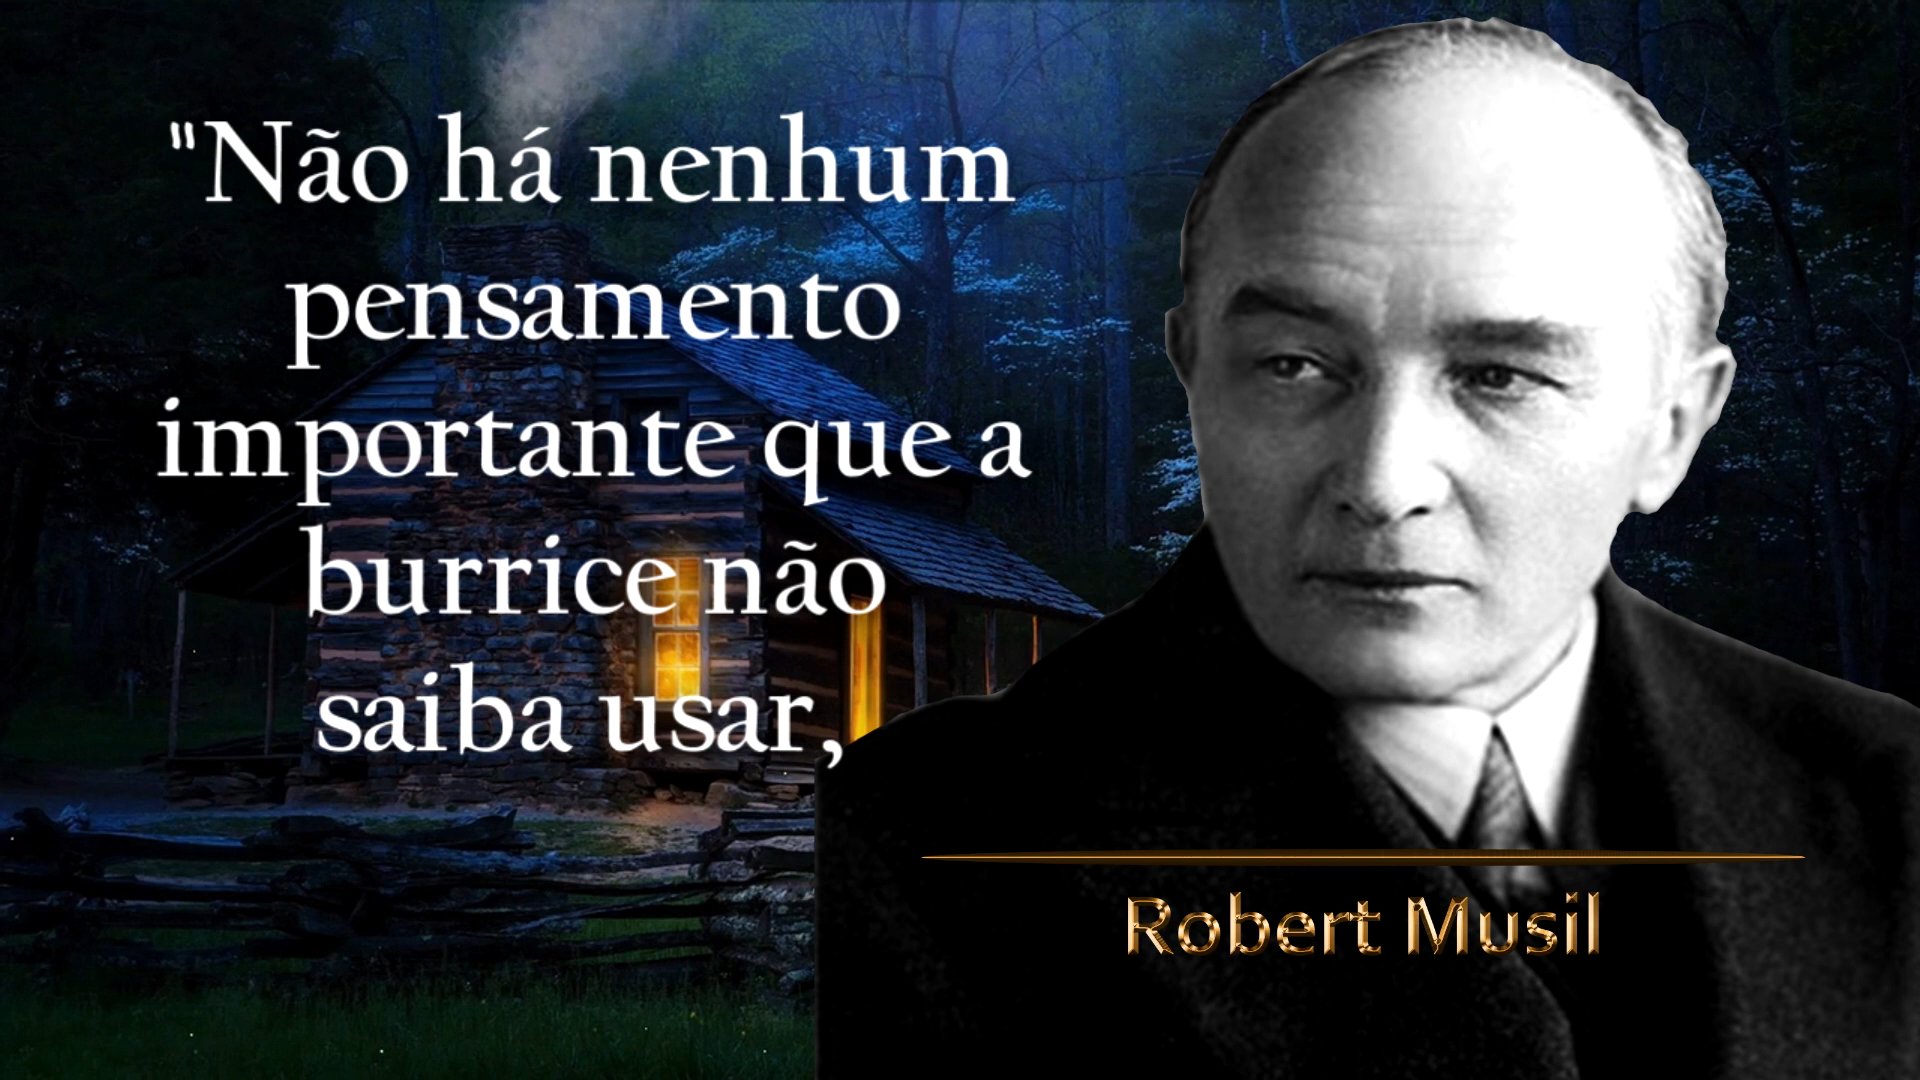 "Não há nenhum
pensamento
importante que a
burrice não
saiba usar,
Robert Musil